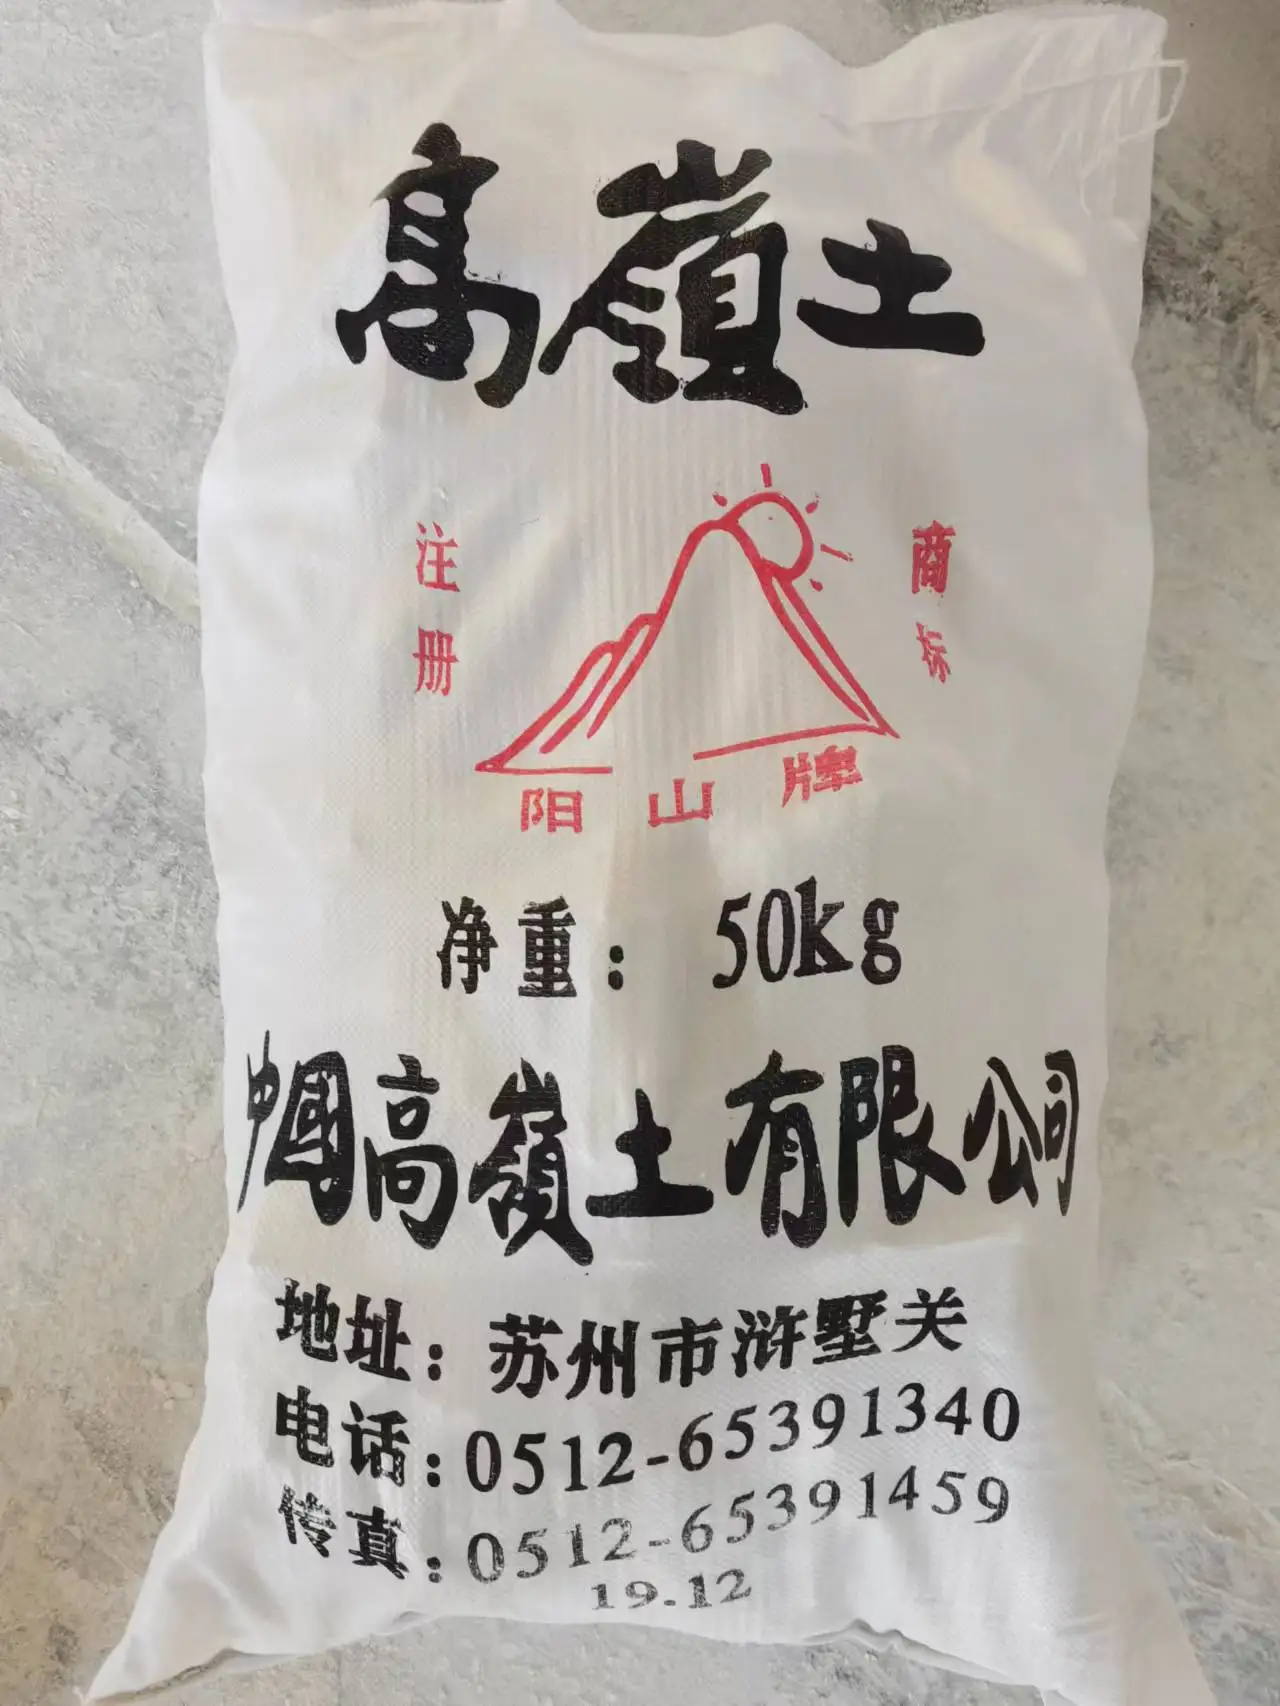 高嶺土
注册
商标
阳山牌
净重：50kg
中國高嶺土有限公司
地址：苏州市浒墅关
电话：0512-65391340
传真：0512-65391459
19.12